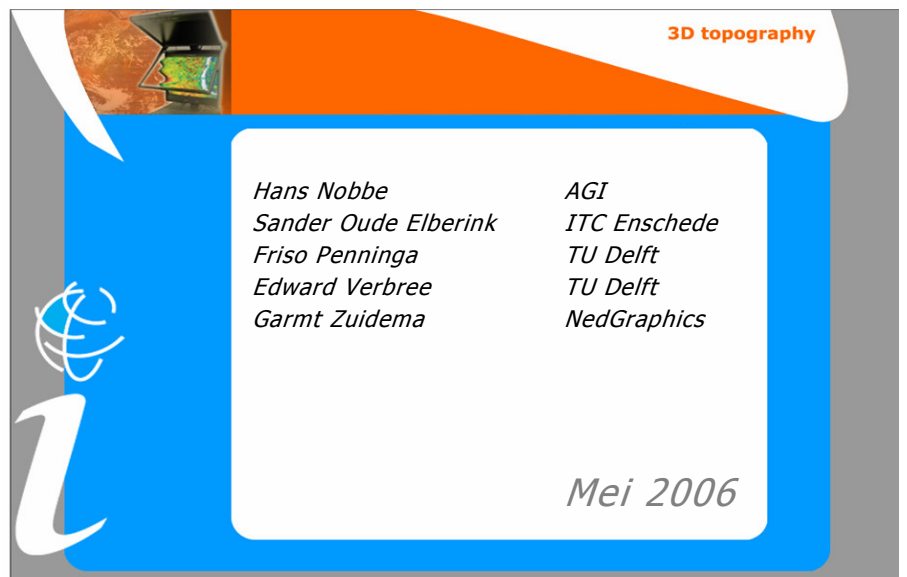 3D topography
Hans Nobbe AGI
Sander Oude Elberink ITC Enschede
Friso Penninga TU Delft
Edward Verbree TU Delft
Garmt Zuidema NedGraphics
Mei 2006